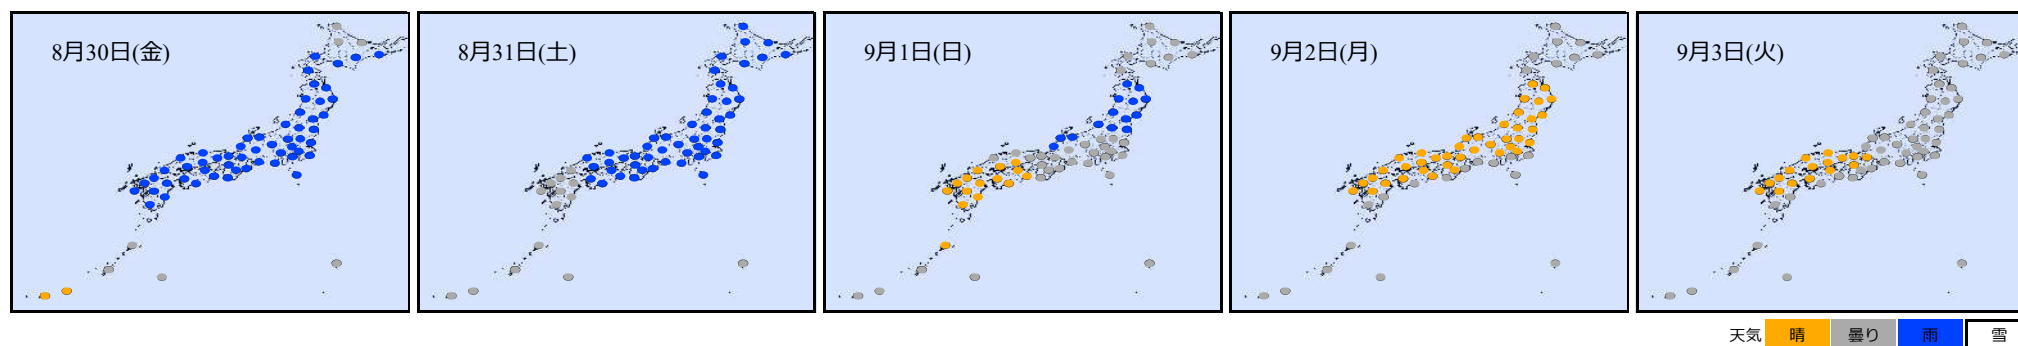 8月30日(金)
8月31日(土)
9月1日(日)
9月2日(月)
9月3日(火)
天気 晴 曇り 雨 雪